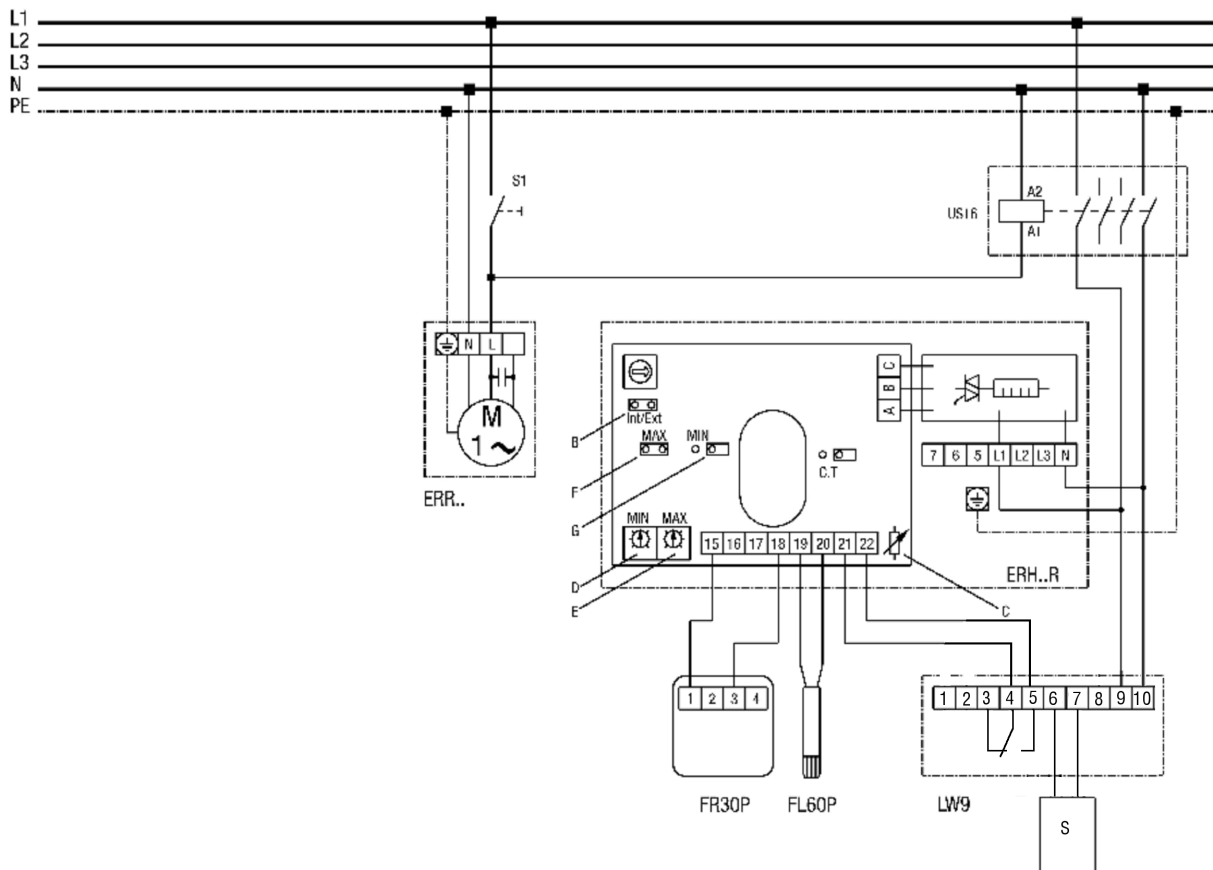 L1
L2
L3
N
PE
S1
A2
US16
A1
N L
M
1~
ERR..
Int/Ext
B
MAX MIN
F
G
C.T
C
B
A
7 6 5 L1 L2 L3 N
MIN MAX
15 16 17 18 19 20 21 22
D
E
ERH..R
C
1 2 3 4
1 2 3 4 5 6 7 8 9 10
FR30P FL60P LW9
S